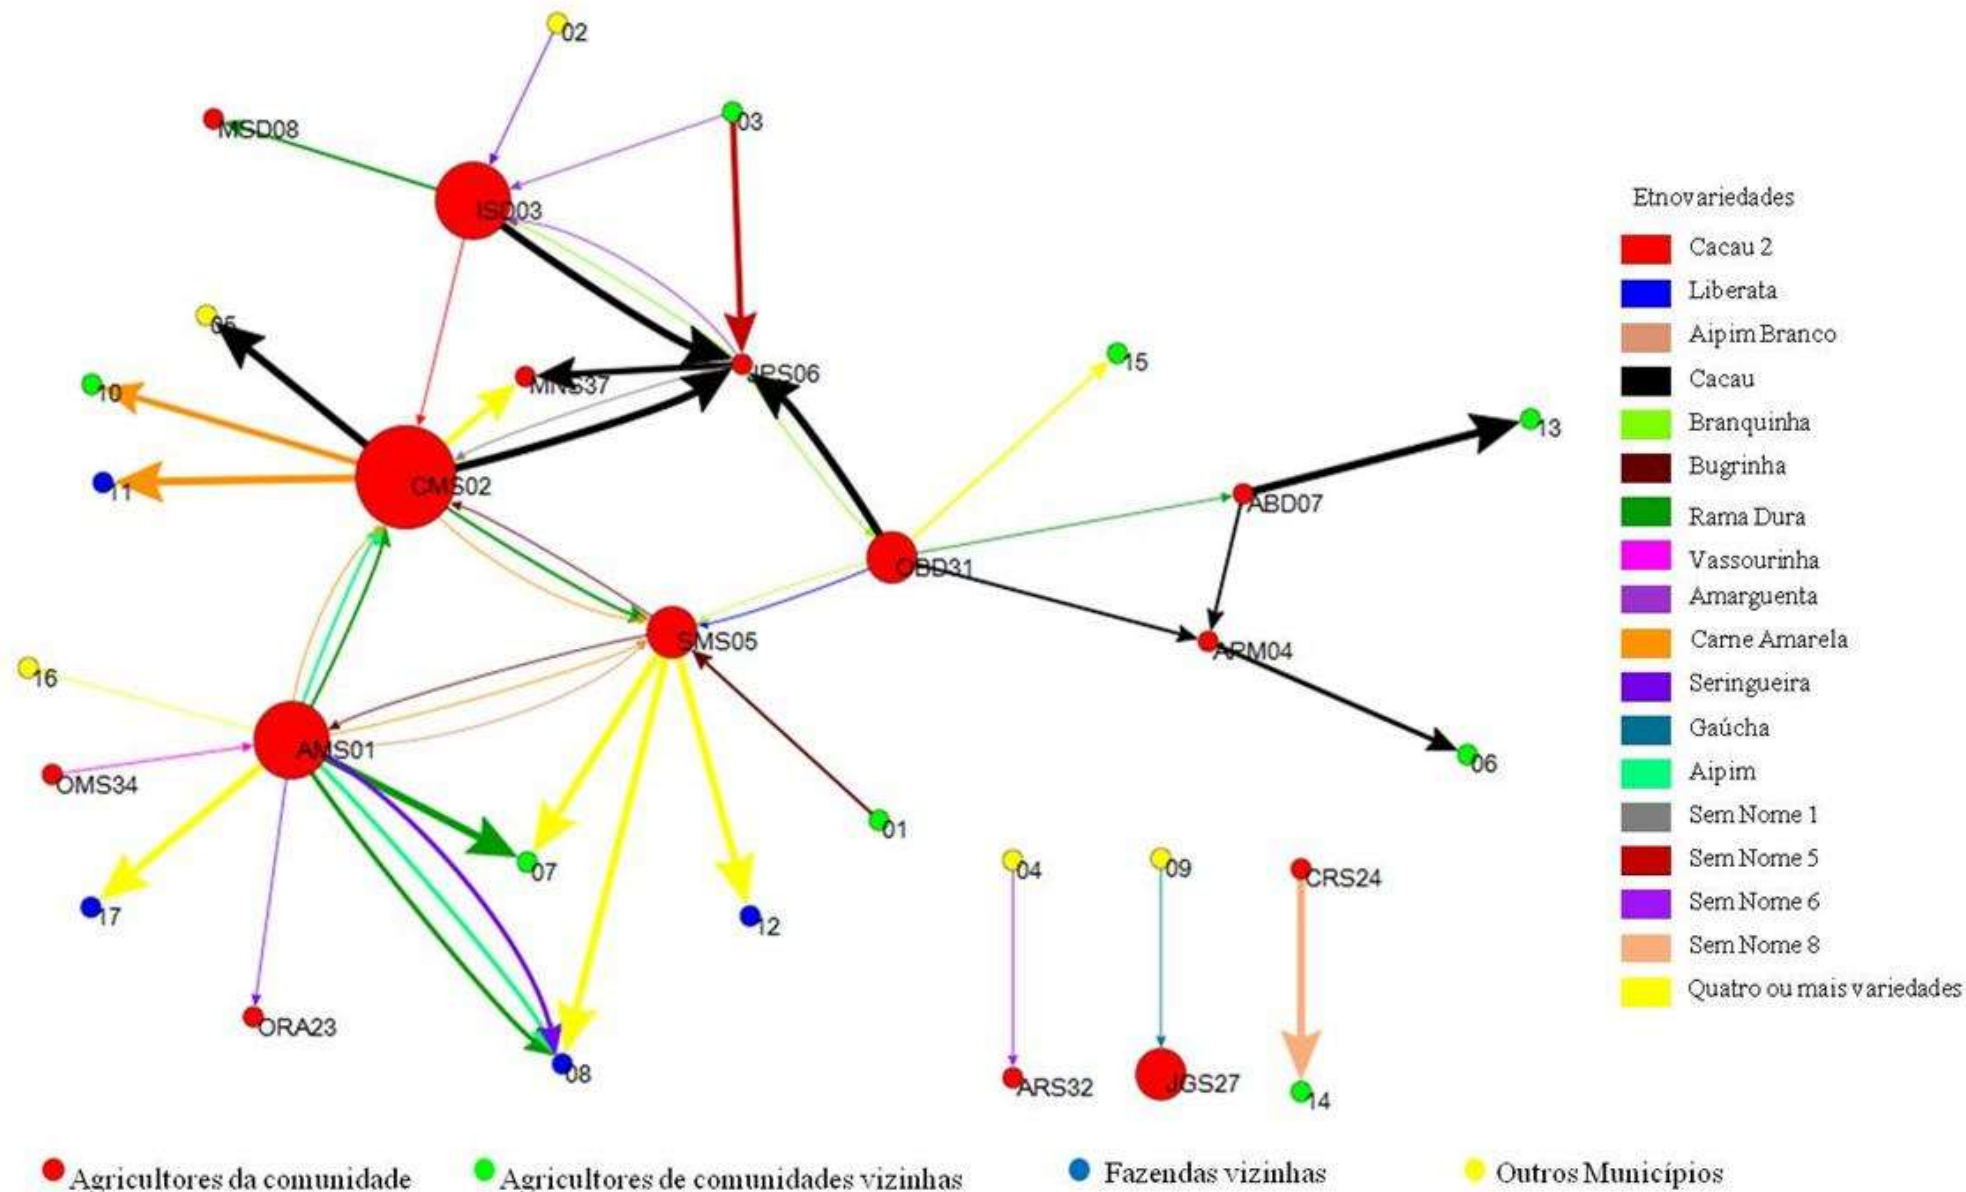 02
03
MSD08
ISD03
05
JRS06
15
10
MNS37
13
11
CMS02
ABD07
OBD31
SMS05
ARM04
16
AMS01
OMS34
06
01
04
09
CRS24
07
17
12
ORA23
08
ARS32
JGS27
14
Etnovariedades
Cacau 2
Liberata
Aipim Branco
Cacau
Branquinha
Bugrinha
Rama Dura
Vassourinha
Amarguenta
Carne Amarela
Seringueira
Gaúcha
Aipim
Sem Nome 1
Sem Nome 5
Sem Nome 6
Sem Nome 8
Quatro ou mais variedades
Agricultores da comunidade
Agricultores de comunidades vizinhas
Fazendas vizinhas
Outros Municípios